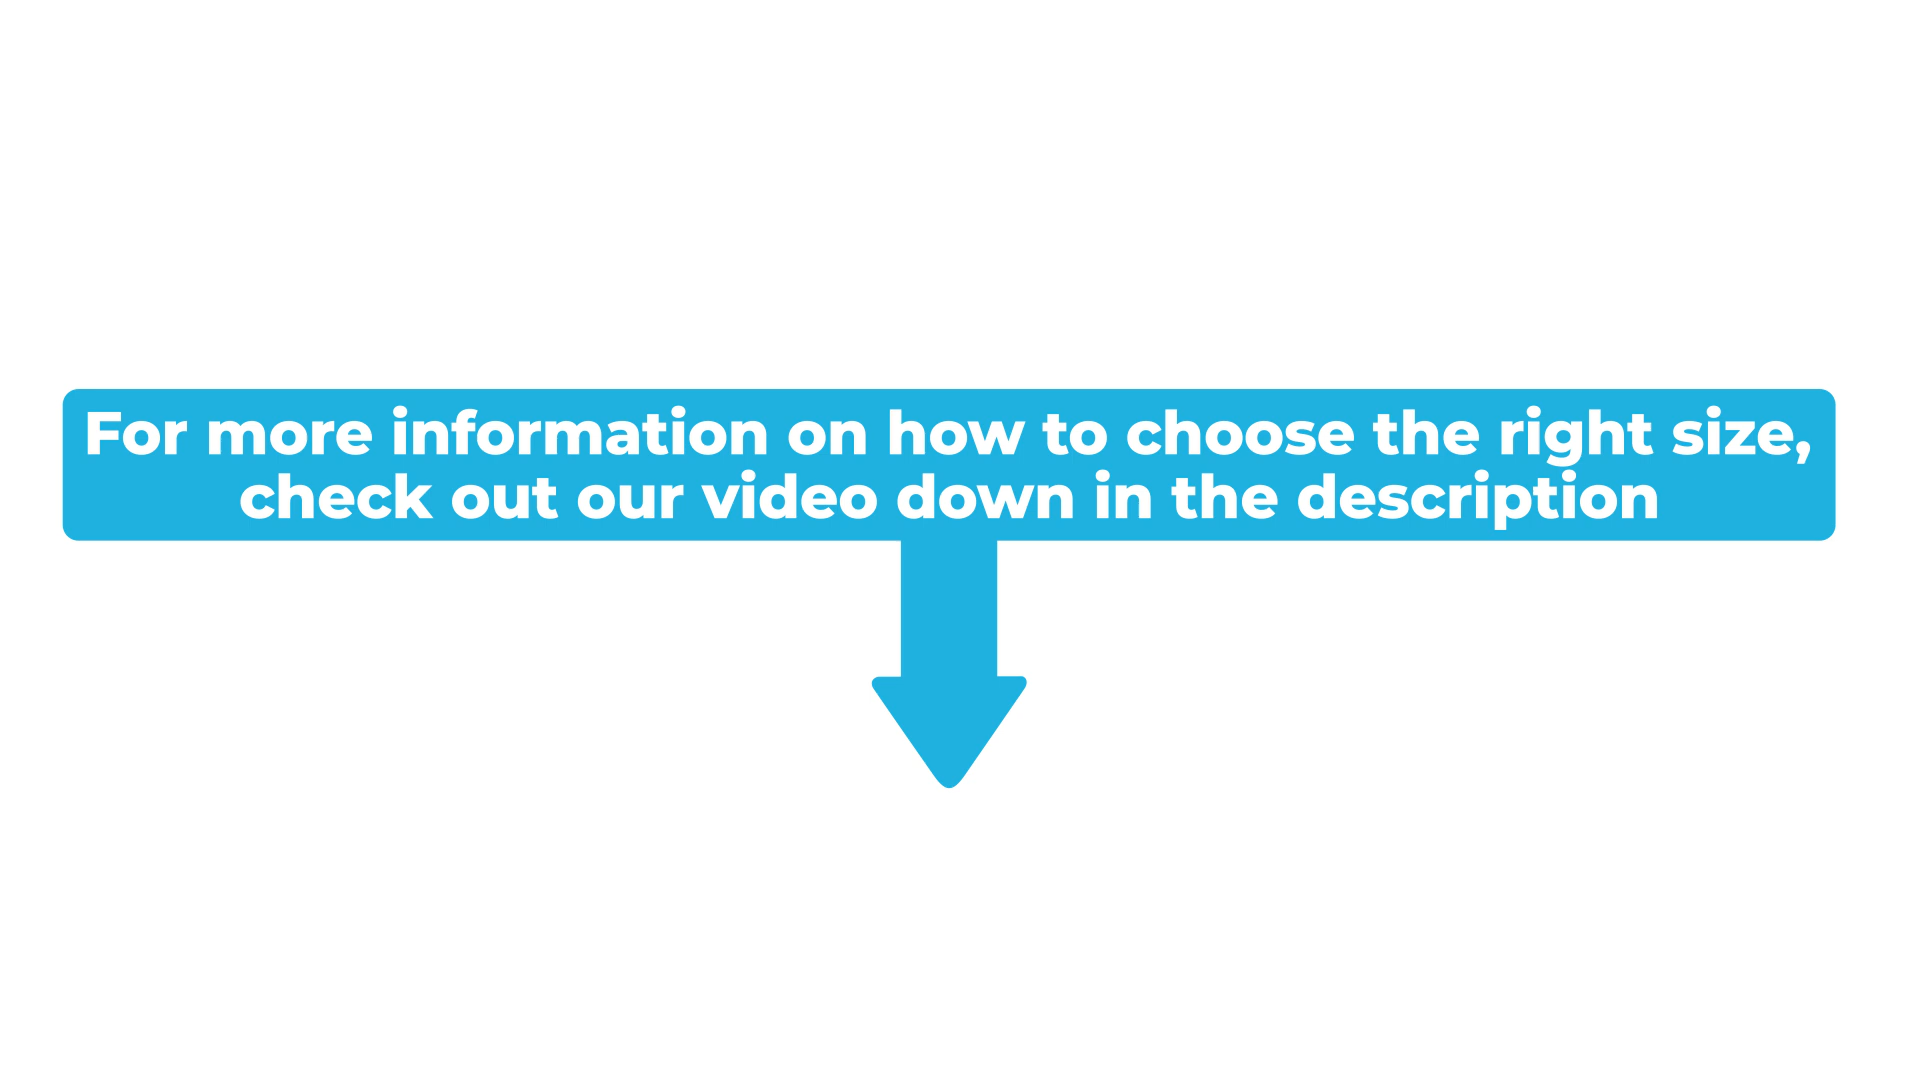 For more information on how to choose the right size,
check out our video down in the description